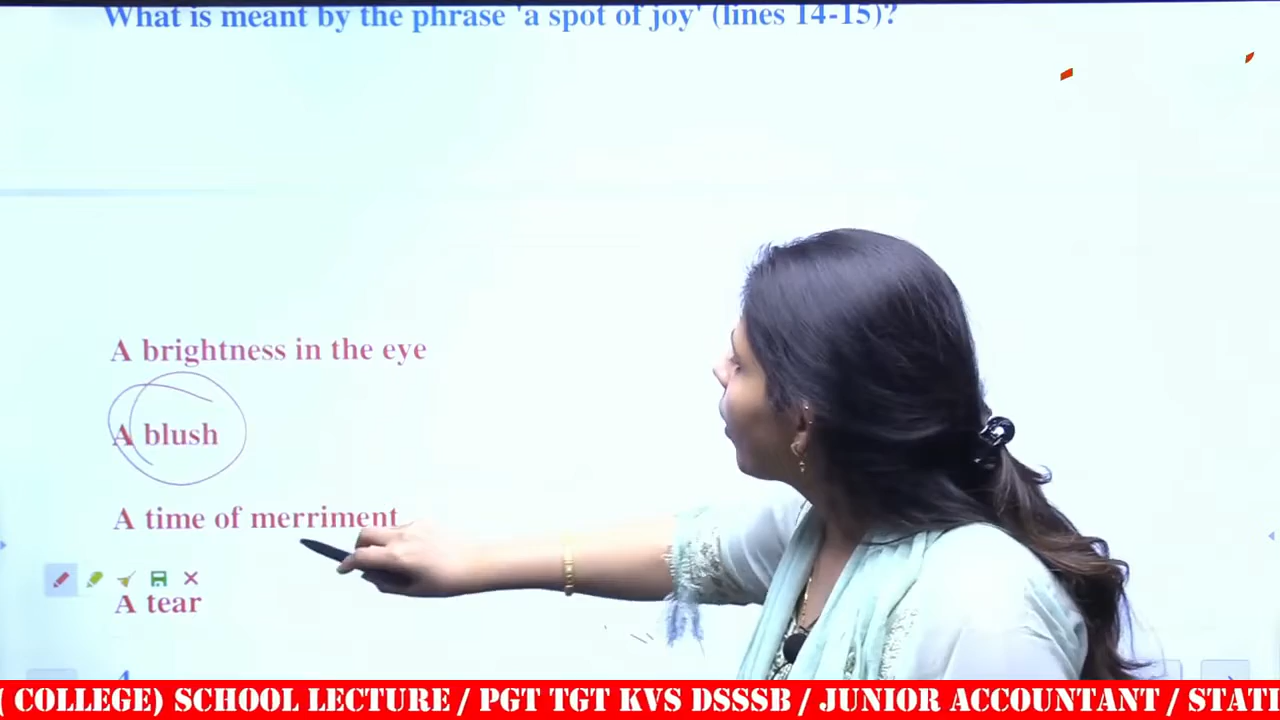 What is meant by the phrase 'a spot of joy' (lines 14-15)?
A brightness in the eye
A blush
A time of merriment
A tear
( COLLEGE) SCHOOL LECTURE / PGT TGT KVS DSSSB / JUNIOR ACCOUNTANT /